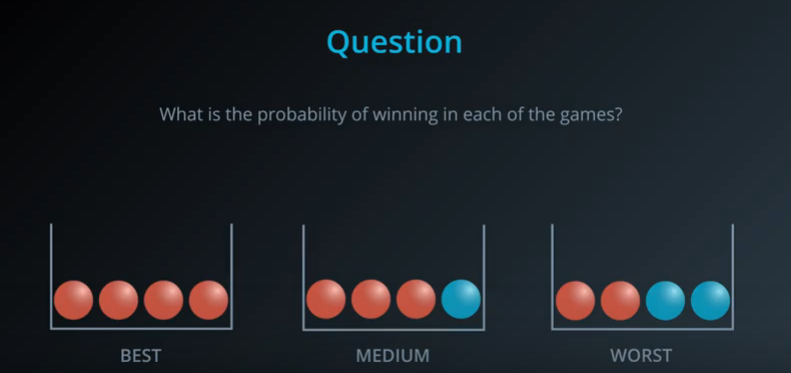 Question
What is the probability of winning in each of the games?
BEST
MEDIUM
WORST